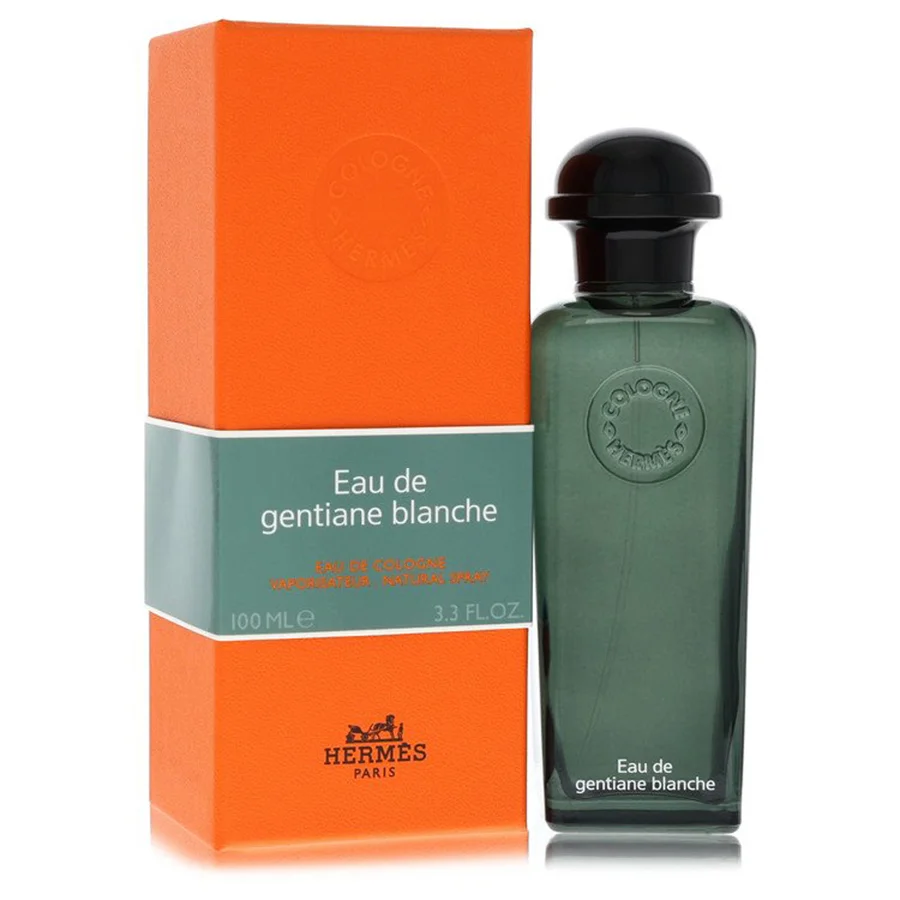 COLOGNE
HERMÈS
Eau de
gentiane blanche
EAU DE COLOGNE
VAPORISATEUR . NATURAL SPRAY
100 ML ℮
3.3 FL.OZ.
HERMÈS
PARIS
COLOGNE
HERMÈS
Eau de
gentiane blanche